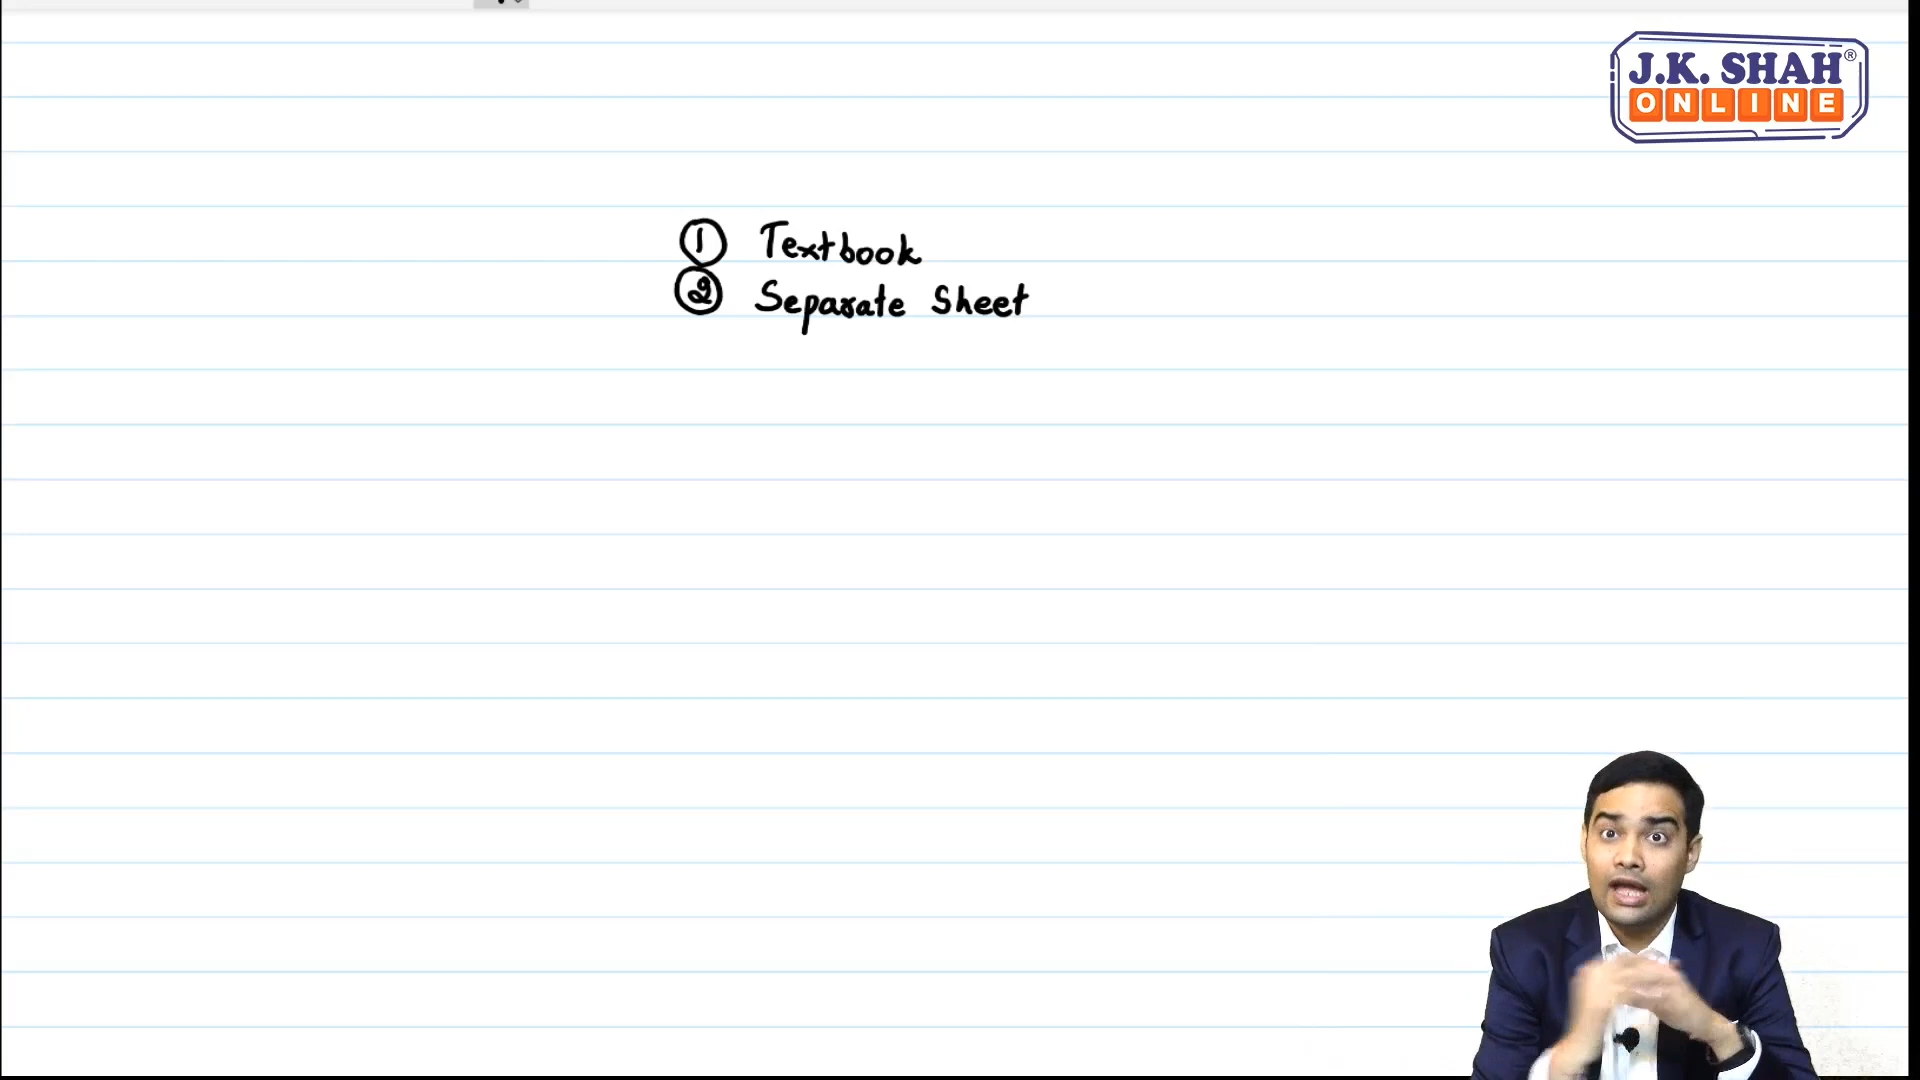 J.K. SHAH®
ONLINE
① Textbook
② Separate Sheet